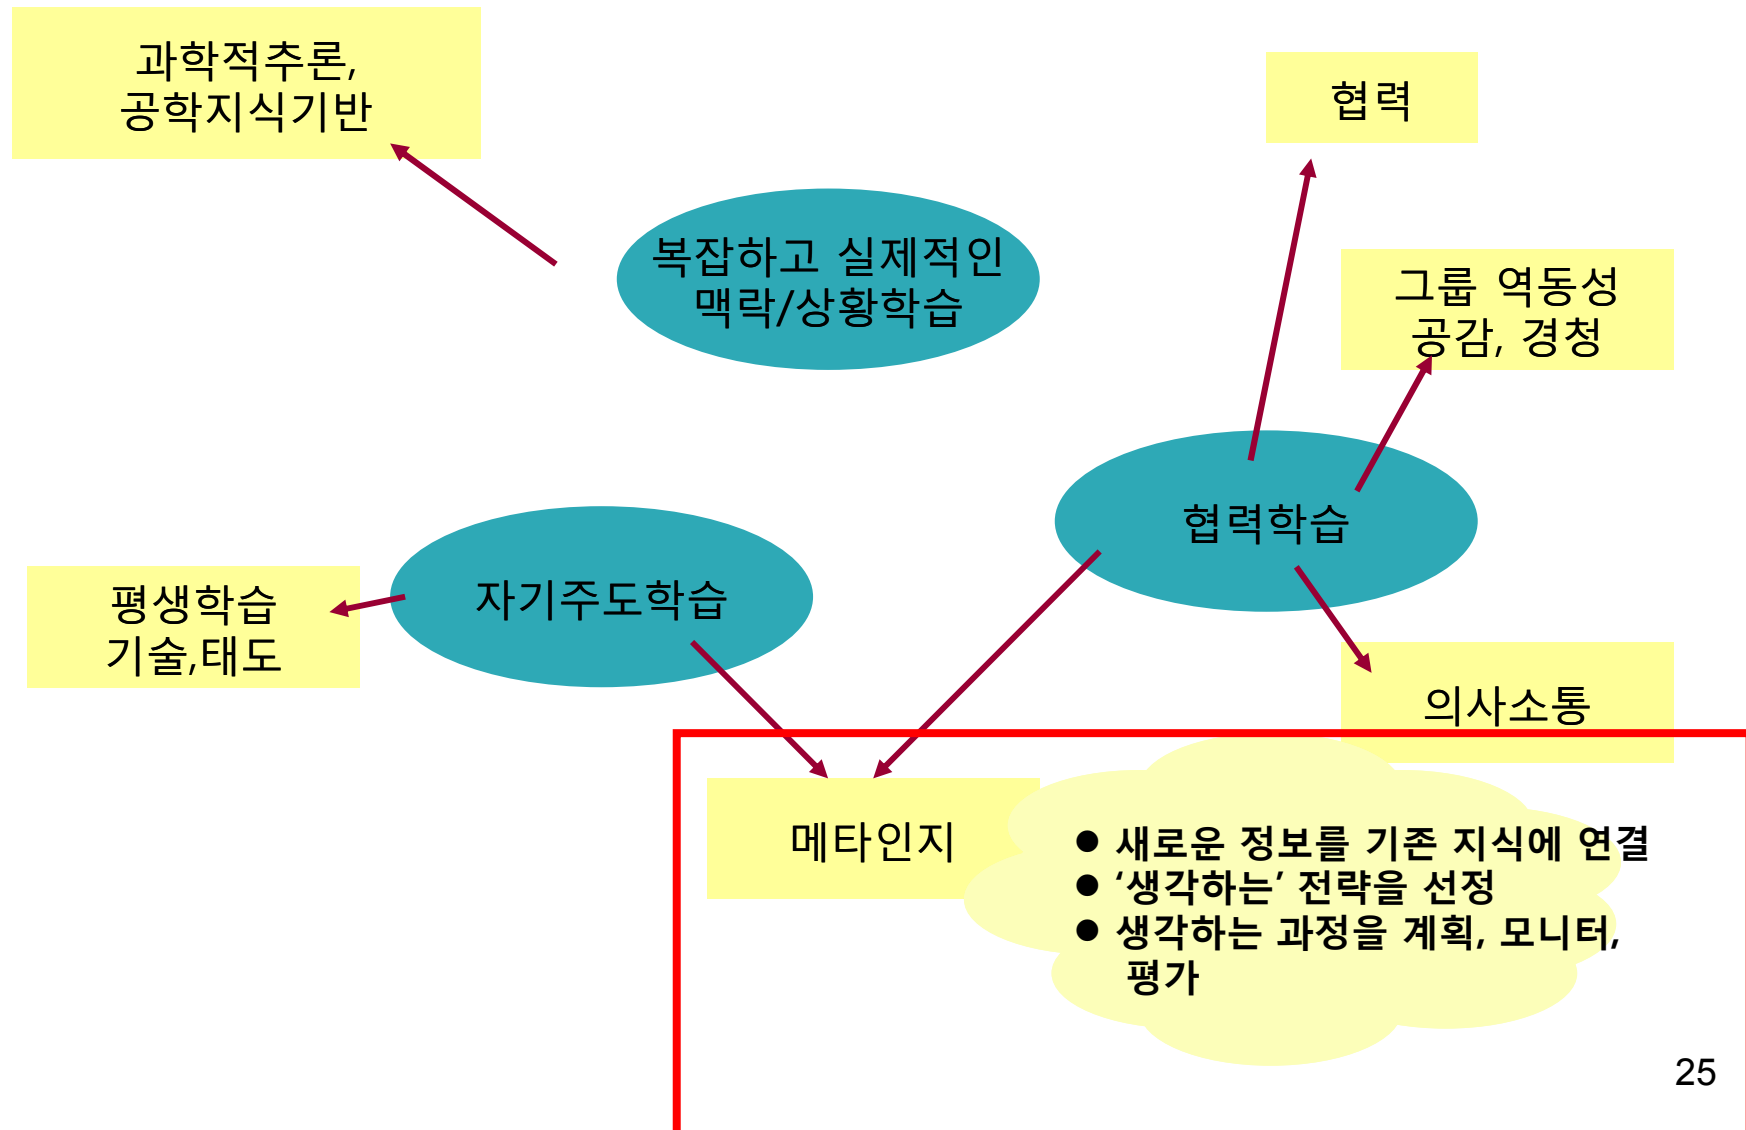 과학적추론,
공학지식기반
협력
복잡하고 실제적인
맥락/상황학습
그룹 역동성
공감, 경청
협력학습
자기주도학습
평생학습
기술,태도
의사소통
메타인지
● 새로운 정보를 기존 지식에 연결
● ‘생각하는’ 전략을 선정
● 생각하는 과정을 계획, 모니터,
평가
25